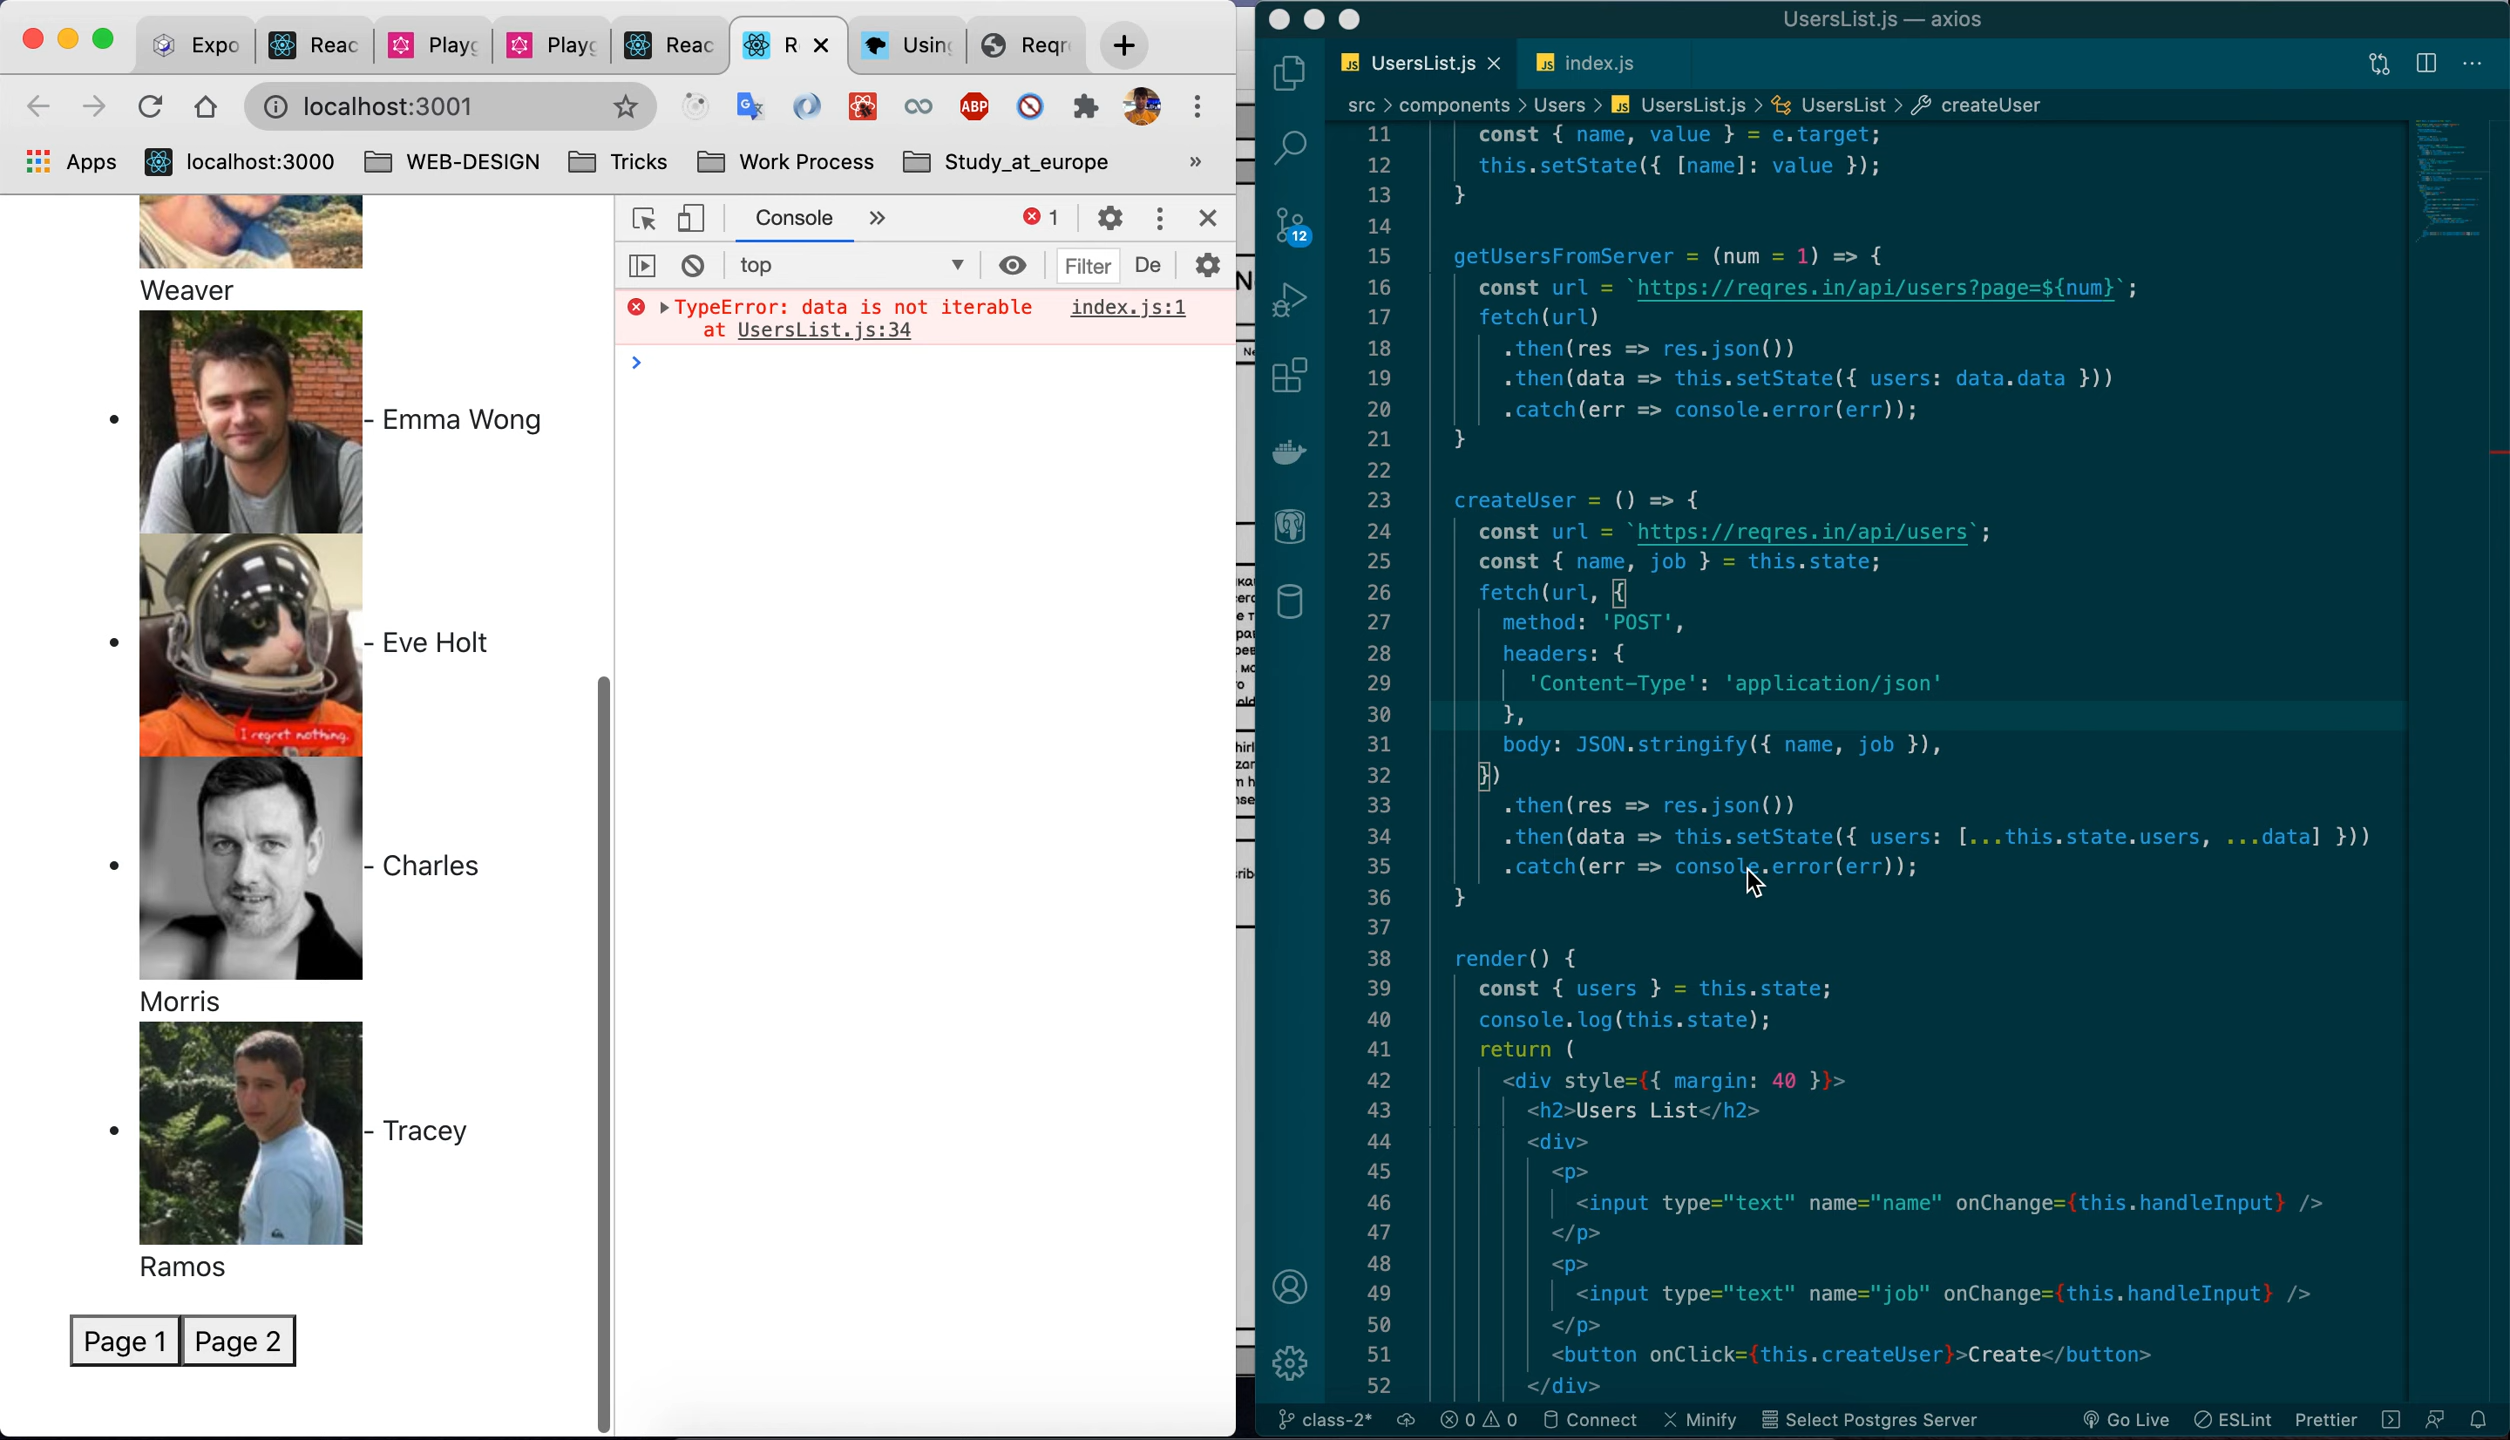 Expo
Reac
Playg
Playg
Reac
R
Using
Reqr
localhost:3001
ABP
Apps
localhost:3000
WEB-DESIGN
Tricks
Work Process
Study_at_europe
»
Weaver
- Emma Wong
- Eve Holt
I regret nothing.
- Charles
Morris
- Tracey
Ramos
Page 1
Page 2
Console
»
1
top
Filter
De
TypeError: data is not iterable
index.js:1
at UsersList.js:34
UsersList.js — axios
UsersList.js
index.js
src > components > Users > UsersList.js > UsersList > createUser
12
11 const { name, value } = e.target;
12 this.setState({ [name]: value });
13 }
14
15 getUsersFromServer = (num = 1) => {
16 const url = `https://reqres.in/api/users?page=${num}`;
17 fetch(url)
18 .then(res => res.json())
19 .then(data => this.setState({ users: data.data }))
20 .catch(err => console.error(err));
21 }
22
23 createUser = () => {
24 const url = `https://reqres.in/api/users`;
25 const { name, job } = this.state;
26 fetch(url, {
27 method: 'POST',
28 headers: {
29 'Content-Type': 'application/json'
30 },
31 body: JSON.stringify({ name, job }),
32 })
33 .then(res => res.json())
34 .then(data => this.setState({ users: [...this.state.users, ...data] }))
35 .catch(err => console.error(err));
36 }
37
38 render() {
39 const { users } = this.state;
40 console.log(this.state);
41 return (
42 <div style={{ margin: 40 }}>
43 <h2>Users List</h2>
44 <div>
45 <p>
46 <input type="text" name="name" onChange={this.handleInput} />
47 </p>
48 <p>
49 <input type="text" name="job" onChange={this.handleInput} />
50 </p>
51 <button onClick={this.createUser}>Create</button>
52 </div>
class-2*
0
0
Connect
Minify
Select Postgres Server
Go Live
ESLint
Prettier